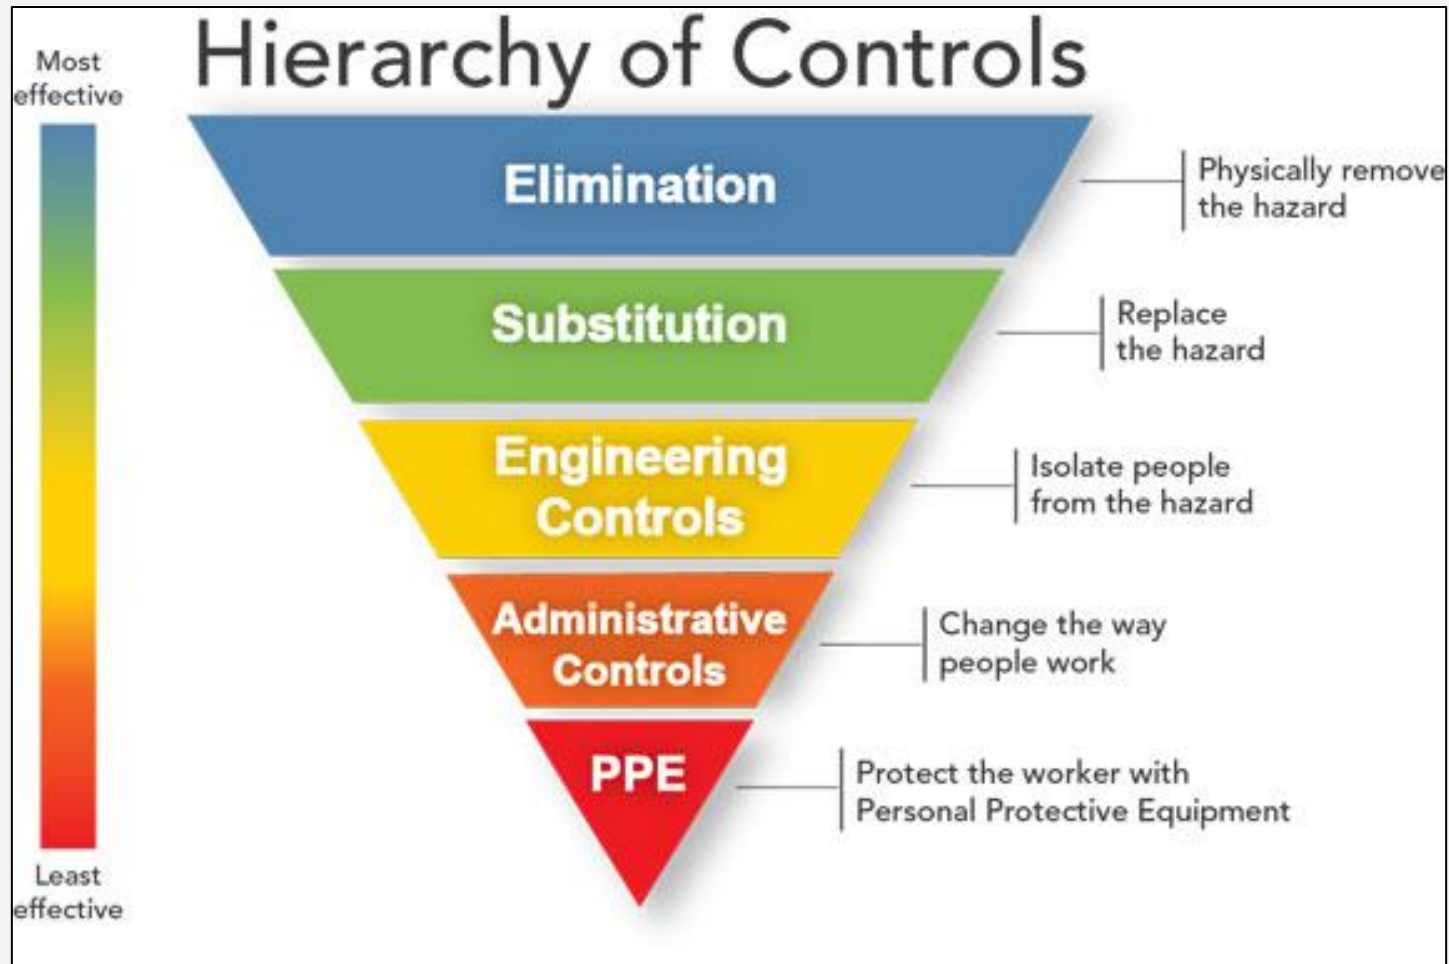 Hierarchy of Controls
Most
effective
Elimination
Physically remove
the hazard
Substitution
Replace
the hazard
Engineering
Controls
Isolate people
from the hazard
Administrative
Controls
Change the way
people work
PPE
Protect the worker with
Personal Protective Equipment
Least
effective